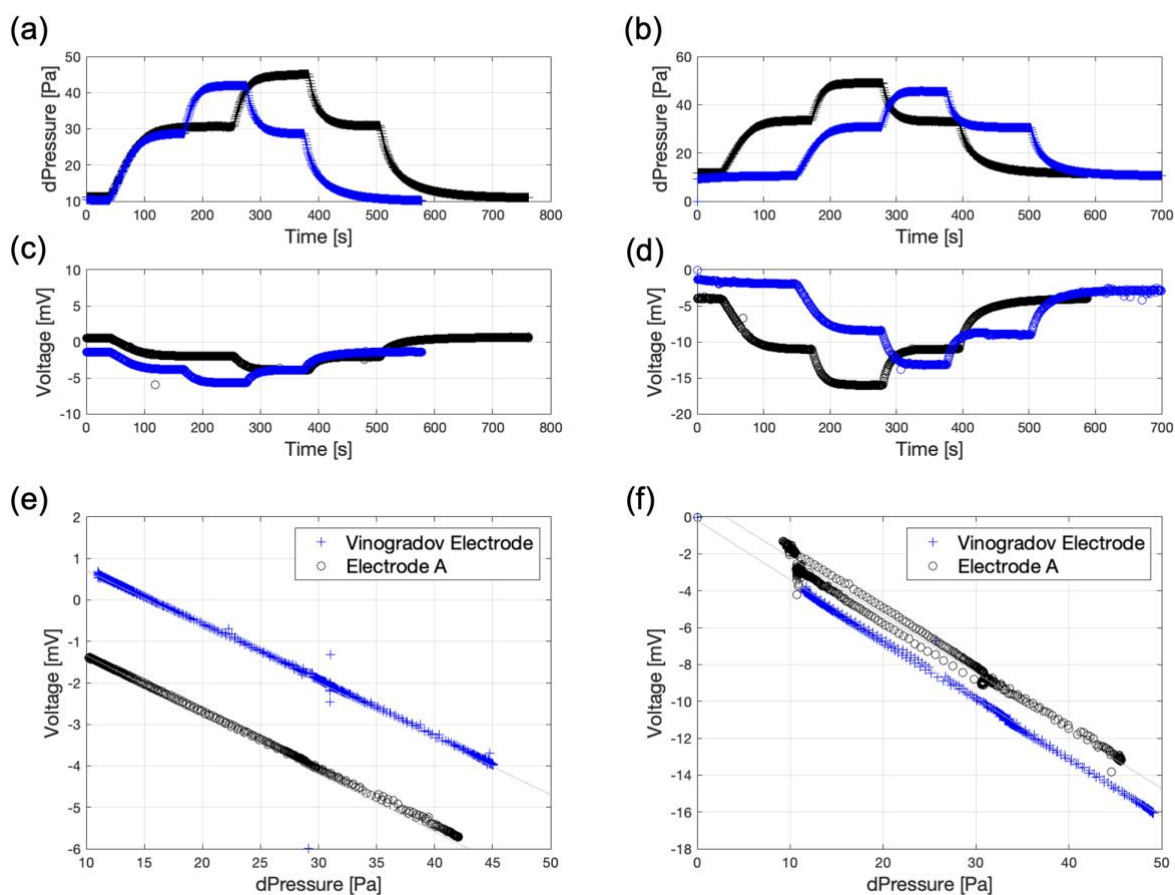 (a)
(b)
dPressure [Pa]
50
40
30
20
10
0 100 200 300 400 500 600 700 800
Time [s]
dPressure [Pa]
60
40
20
0
0 100 200 300 400 500 600 700
Time [s]
(c)
(d)
Voltage [mV]
10
5
0
-5
-10
0 100 200 300 400 500 600 700 800
Time [s]
Voltage [mV]
0
-5
-10
-15
-20
0 100 200 300 400 500 600 700
Time [s]
(e)
(f)
Voltage [mV]
2
1
0
-1
-2
-3
-4
-5
-6
Vinogradov Electrode
Electrode A
10 15 20 25 30 35 40 45 50
dPressure [Pa]
Voltage [mV]
0
-2
-4
-6
-8
-10
-12
-14
-16
-18
Vinogradov Electrode
Electrode A
0 10 20 30 40 50
dPressure [Pa]